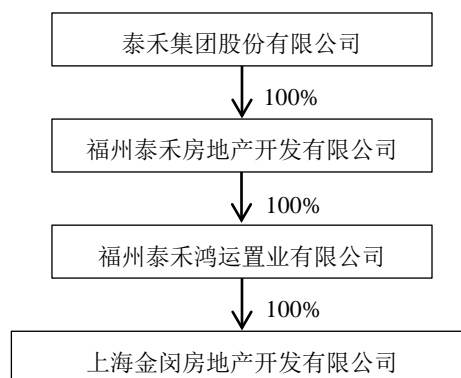 泰禾集团股份有限公司
100%
福州泰禾房地产开发有限公司
100%
福州泰禾鸿运置业有限公司
100%
上海金闵房地产开发有限公司